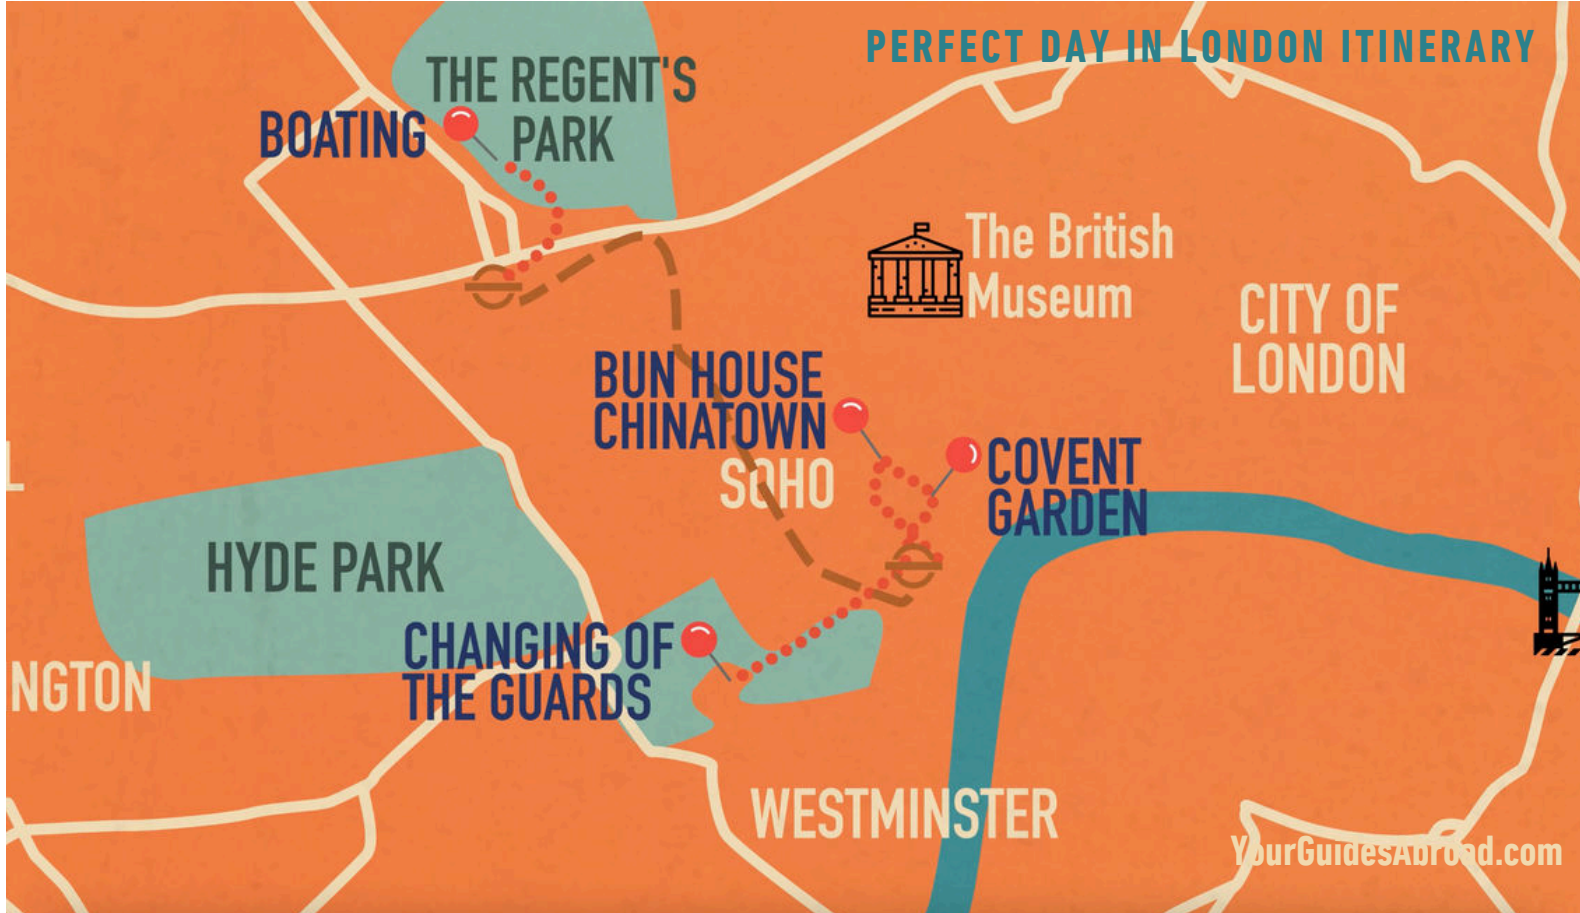 PERFECT DAY IN LONDON ITINERARY
THE REGENT'S
PARK
BOATING
The British
Museum
CITY OF
LONDON
BUN HOUSE
CHINATOWN
SOHO
COVENT
GARDEN
L
HYDE PARK
CHANGING OF
THE GUARDS
NGTON
WESTMINSTER
YourGuidesAbroad.com